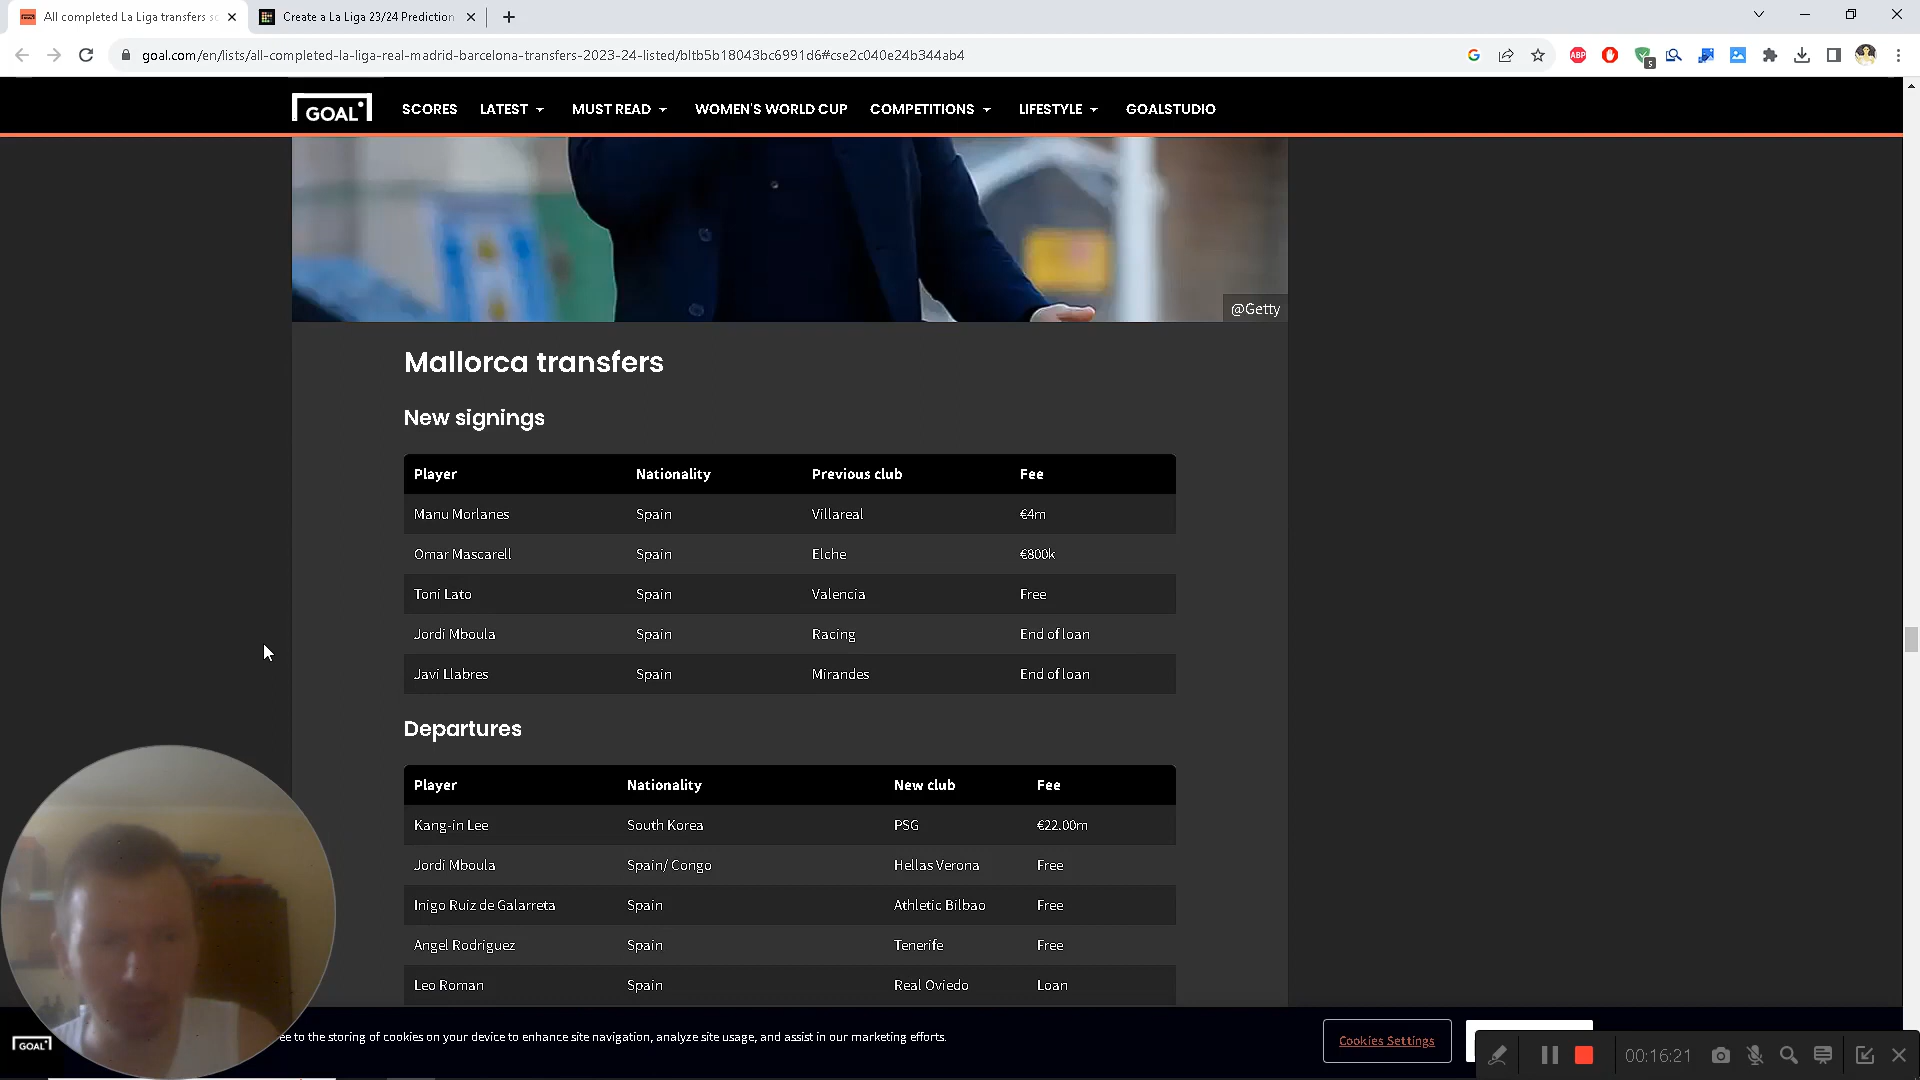 All completed La Liga transfers
Create a La Liga 23/24 Prediction
goal.com/en/lists/all-completed-la-liga-real-madrid-barcelona-transfers-2023-24-listed/bltb5b18043bc6991d6#cse2c040e24b344ab4
G
ABP
5
GOAL
SCORES
LATEST
MUST READ
WOMEN'S WORLD CUP
COMPETITIONS
LIFESTYLE
GOALSTUDIO
@Getty
Mallorca transfers
New signings
Player Nationality Previous club Fee
Manu Morlanes Spain Villareal €4m
Omar Mascarell Spain Elche €800k
Toni Lato Spain Valencia Free
Jordi Mboula Spain Racing End of loan
Javi Llabres Spain Mirandes End of loan
Departures
Player Nationality New club Fee
Kang-in Lee South Korea PSG €22.00m
Jordi Mboula Spain/ Congo Hellas Verona Free
Inigo Ruiz de Galarreta Spain Athletic Bilbao Free
Angel Rodriguez Spain Tenerife Free
Leo Roman Spain Real Oviedo Loan
GOAL
to the storing of cookies on your device to enhance site navigation, analyze site usage, and assist in our marketing efforts.
Cookies Settings
00:16:21